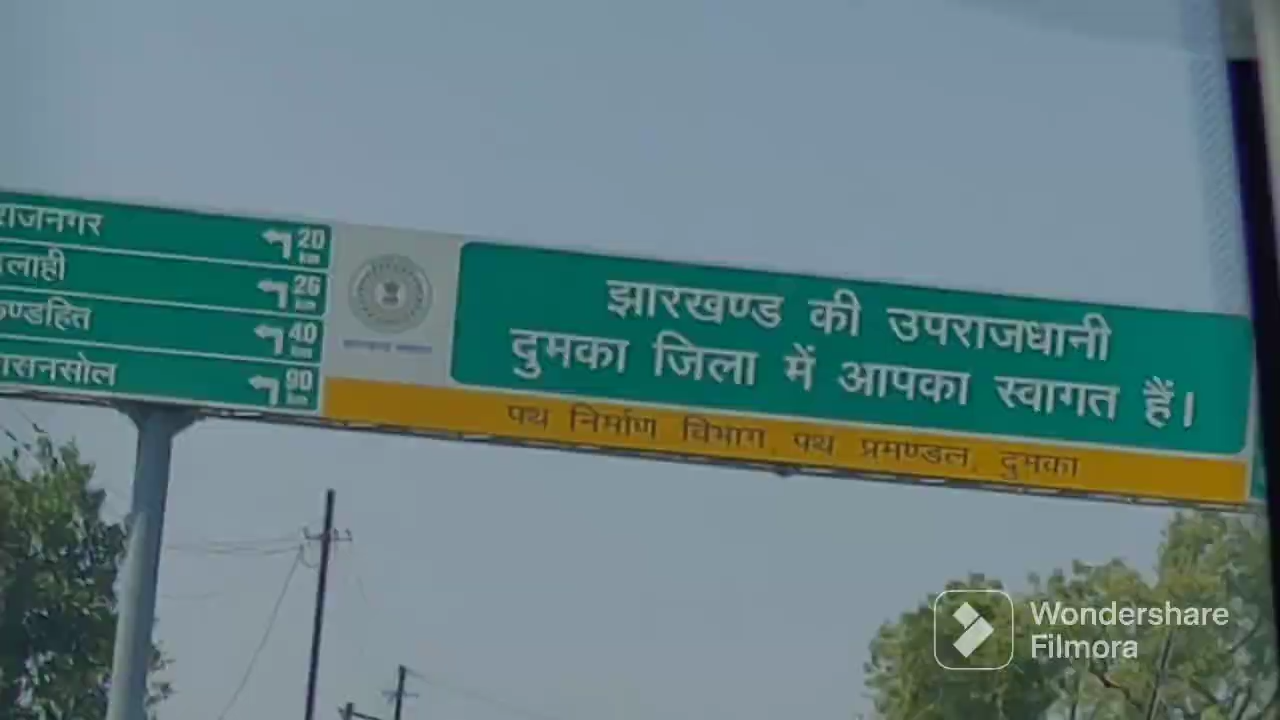 राजनगर 20 km
लाही 26 km
कुण्डहित 40 km
ासनसोल 90 km
झारखण्ड की उपराजधानी
दुमका जिला में आपका स्वागत हैं।
पथ निर्माण विभाग, पथ प्रमण्डल, दुमका
Wondershare
Filmora